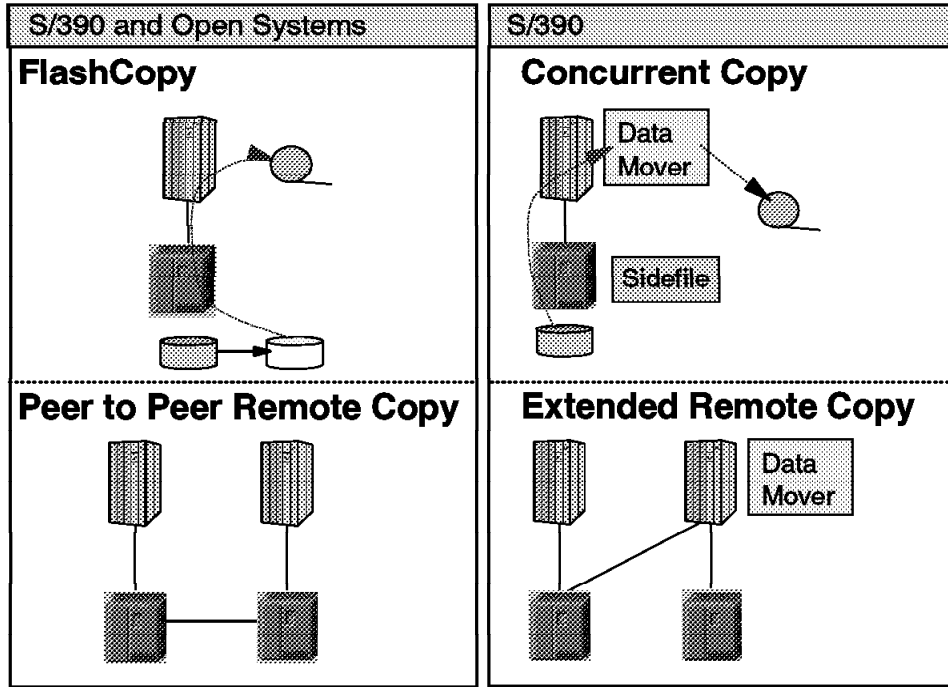 S/390 and Open Systems
FlashCopy
Peer to Peer Remote Copy
S/390
Concurrent Copy
Data
Mover
Sidefile
Extended Remote Copy
Data
Mover